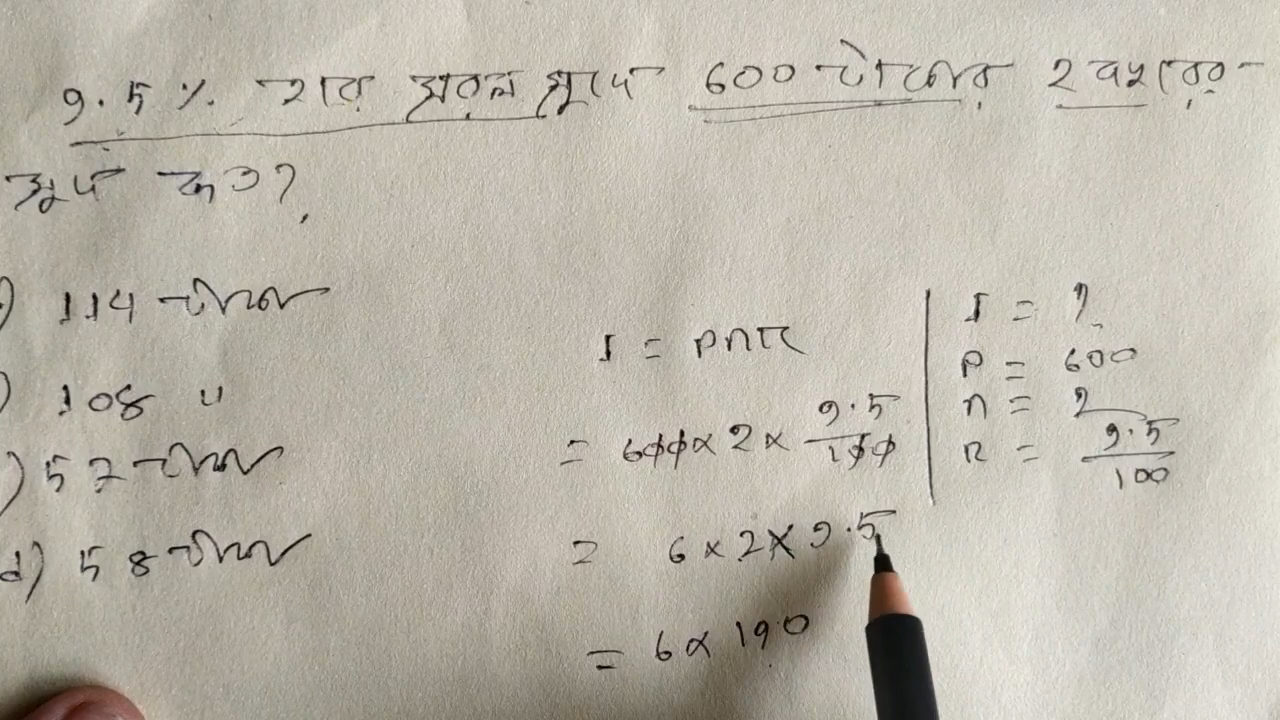 9.5% হার সরল সুদে 600 টাকার 2 বৎসরের
সুদ কত?
) 114 টাকা
) 108 "
) 57 টাকা
d) 58 টাকা
I = PnR
= 600 × 2 × 9.5/100
= 6 × 2 × 9.5
= 6 × 19.0
I = ?
P = 600
n = 2
R = 9.5/100